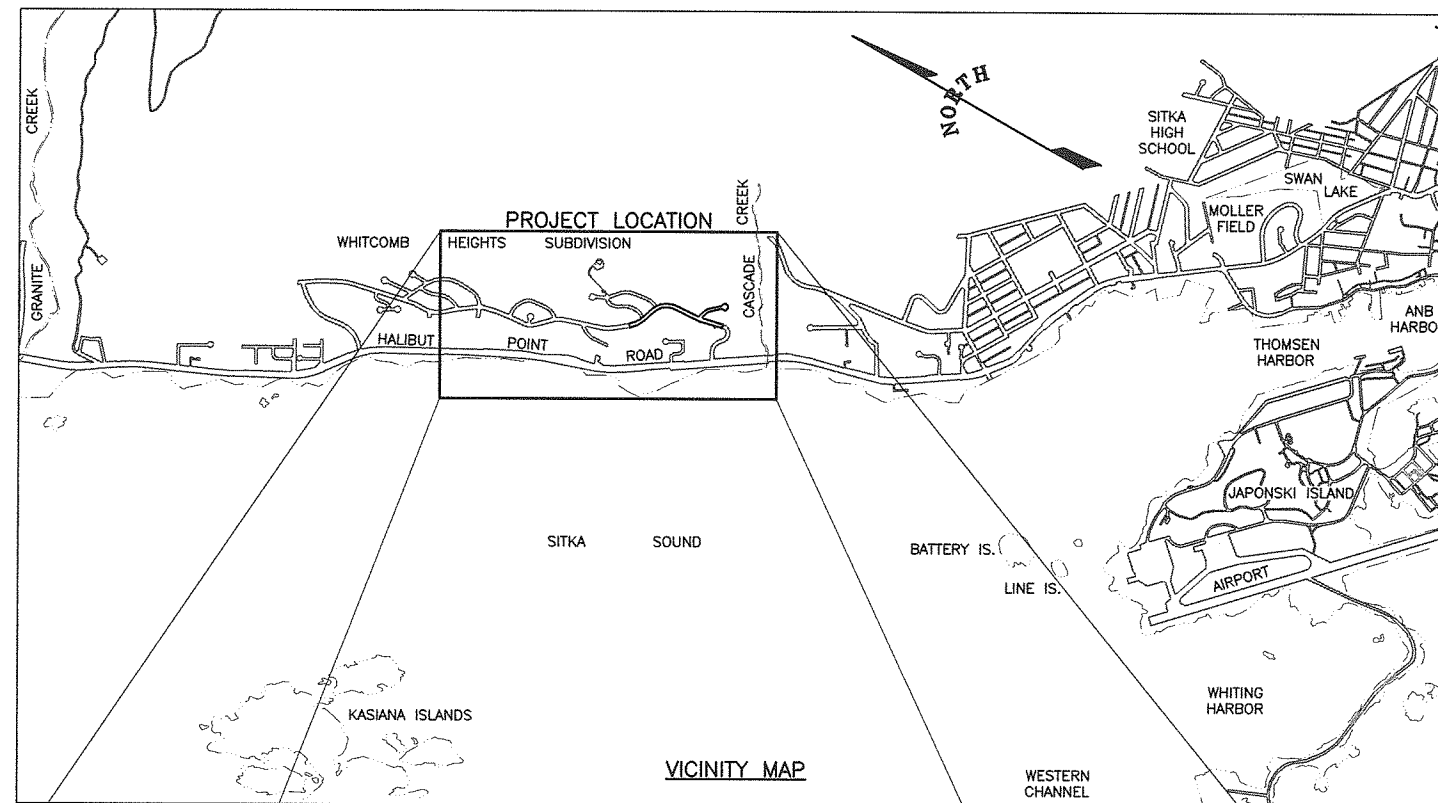 CREEK
GRANITE
NORTH
SITKA
HIGH
SCHOOL
SWAN
LAKE
MOLLER
FIELD
CREEK
CASCADE
PROJECT LOCATION
WHITCOMB HEIGHTS SUBDIVISION
HALIBUT POINT ROAD
ANB
THOMSEN
HARBOR
JAPONSKI ISLAND
SITKA SOUND
BATTERY IS.
LINE IS.
AIRPORT
WHITING
HARBOR
KASIANA ISLANDS
VICINITY MAP
WESTERN
CHANNEL